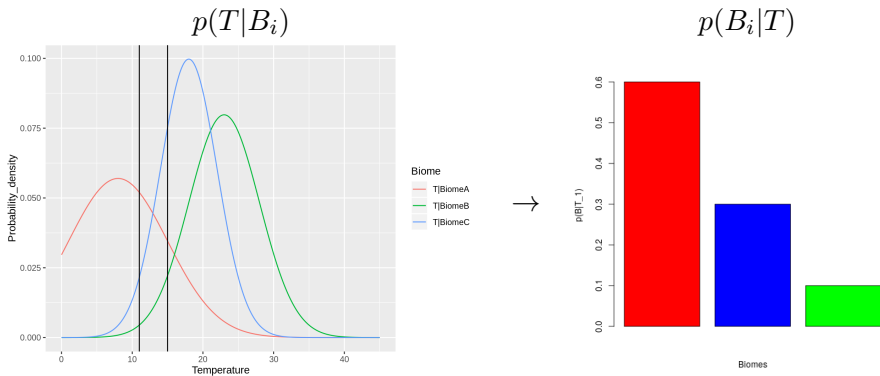 p(T|B_i)
p(B_i|T)
0.100
0.075
0.050
0.025
0.000
Probability_density
0 10 20 30 40
Temperature
Biome
T|BiomeA
T|BiomeB
T|BiomeC
→
0.6
0.5
0.4
0.3
0.2
0.1
0.0
p(B|T_1)
Biomes